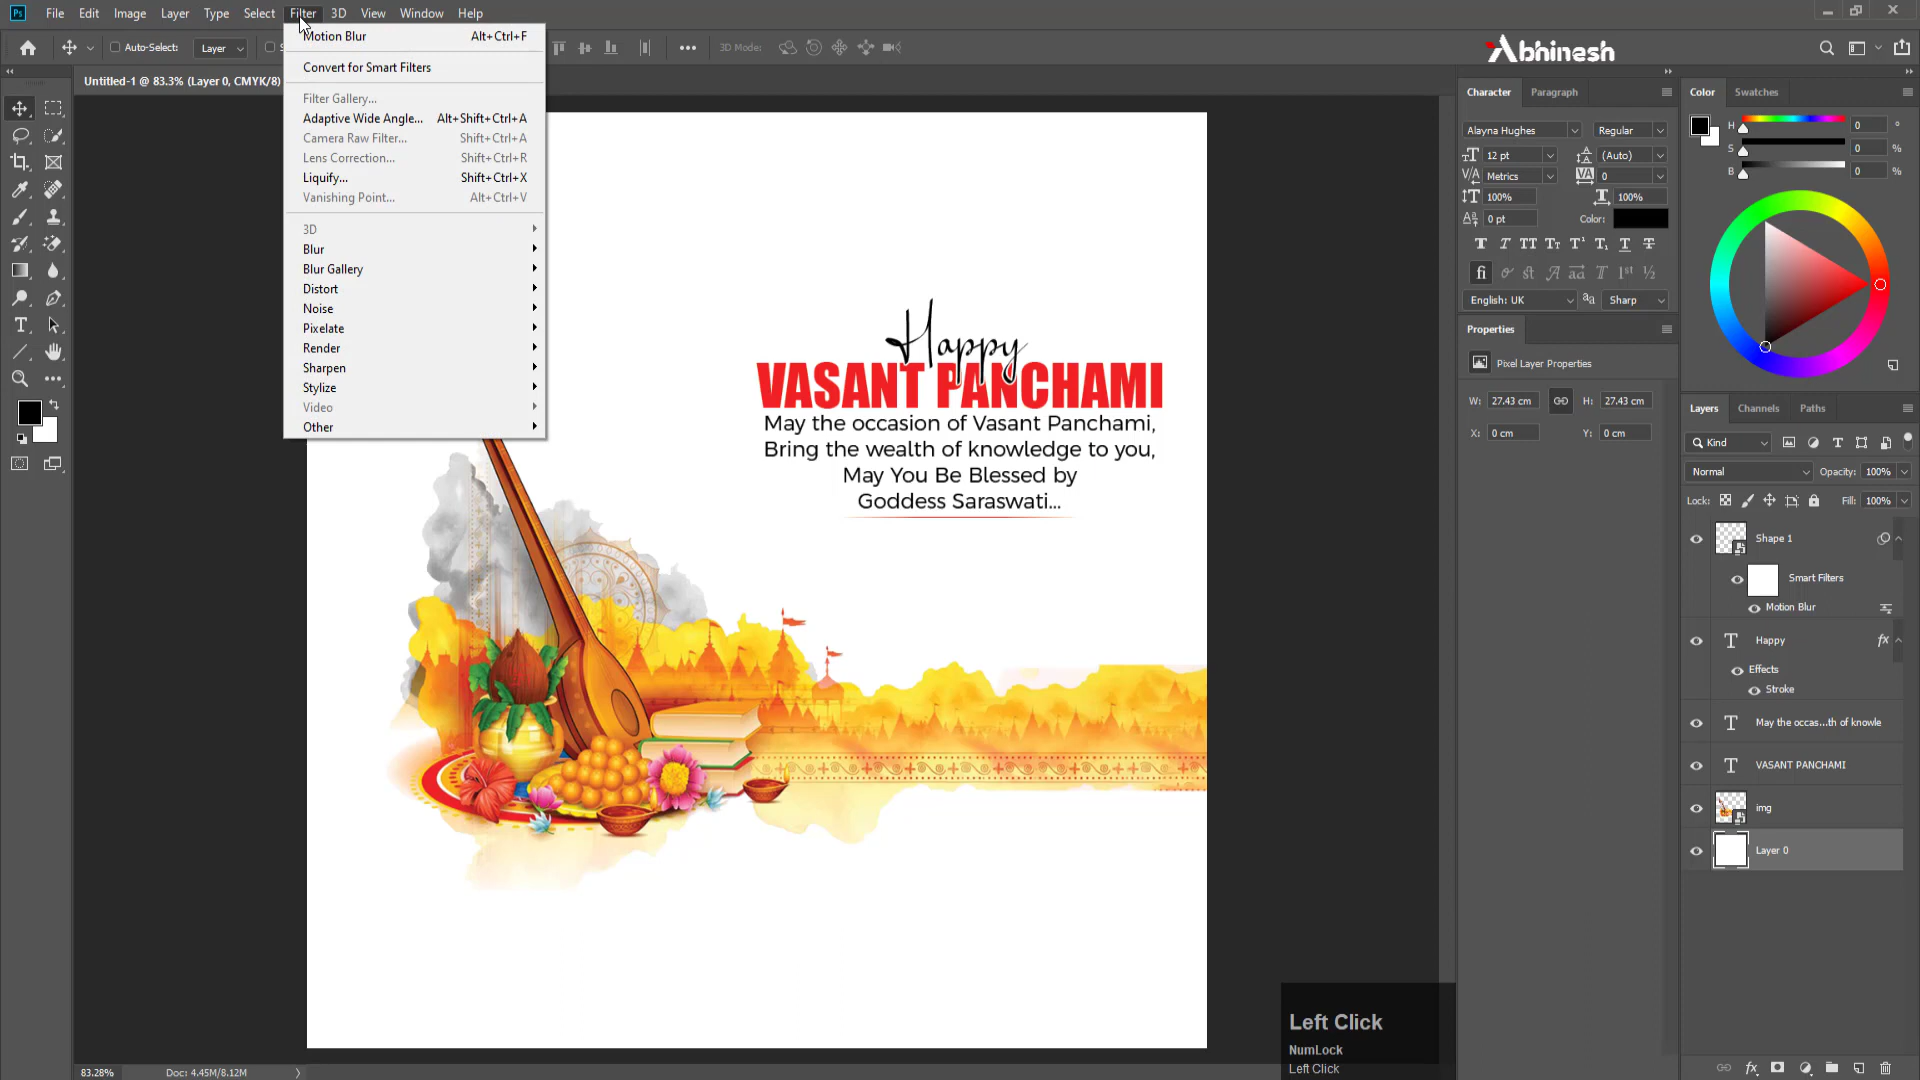 Ps File Edit Image Layer Type Select Filter 3D View Window Help
Auto-Select: Layer 3D Mode: Abhinesh
Untitled-1 @ 83.3% (Layer 0, CMYK/8)
Motion Blur Alt+Ctrl+F
Convert for Smart Filters
Filter Gallery...
Adaptive Wide Angle... Alt+Shift+Ctrl+A
Camera Raw Filter... Shift+Ctrl+A
Lens Correction... Shift+Ctrl+R
Liquify... Shift+Ctrl+X
Vanishing Point... Alt+Ctrl+V
3D
Blur
Blur Gallery
Distort
Noise
Pixelate
Render
Sharpen
Stylize
Video
Other
Happy
VASANT PANCHAMI
May the occasion of Vasant Panchami,
Bring the wealth of knowledge to you,
May You Be Blessed by
Goddess Saraswati...
Left Click
NumLock
Left Click
83.28% Doc: 4.45M/8.12M
Character Paragraph
Alayna Hughes Regular
12 pt (Auto)
Metrics 0
100% 100%
0 pt Color:
English: UK Sharp
Properties
Pixel Layer Properties
W: 27.43 cm H: 27.43 cm
X: 0 cm Y: 0 cm
Color Swatches
H 0 °
S 0 %
B 0 %
Layers Channels Paths
Kind
Normal Opacity: 100%
Lock: Fill: 100%
Shape 1
Smart Filters
Motion Blur
Happy fx
Effects
Stroke
May the occas...th of knowle
VASANT PANCHAMI
img
Layer 0
fx